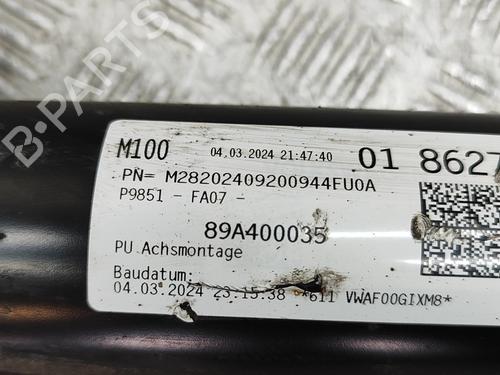 B-PARTS
M100 04.03.2024 21:47:40 01 8627
PN= M28202409200944FU0A
P9851 - FA07 -
89A400035
PU Achsmontage
Baudatum:
04.03.2024 23:15:38 *611 VWAF00GIXM8*